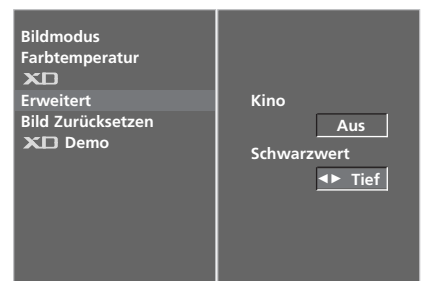 Bildmodus
Farbtemperatur
XD
Erweitert
Bild Zurücksetzen
XD Demo
Kino
Aus
Schwarzwert
◄► Tief